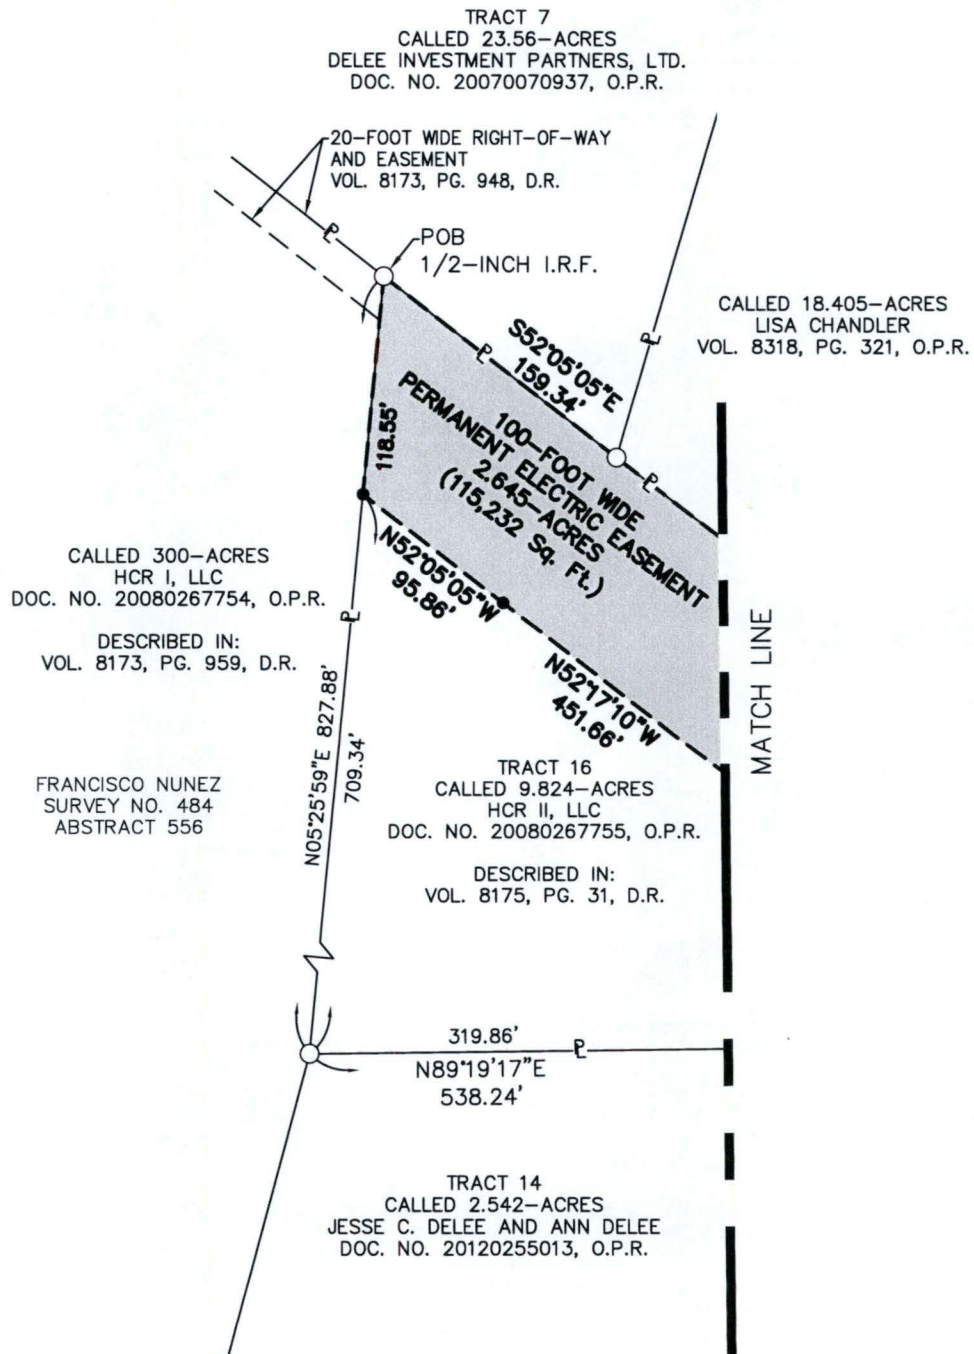 TRACT 7
CALLED 23.56-ACRES
DELEE INVESTMENT PARTNERS, LTD.
DOC. NO. 20070070937, O.P.R.
20-FOOT WIDE RIGHT-OF-WAY
AND EASEMENT
VOL. 8173, PG. 948, D.R.
POB
1/2-INCH I.R.F.
CALLED 18.405-ACRES
LISA CHANDLER
VOL. 8318, PG. 321, O.P.R.
S52°05'05"E
159.34'
100-FOOT WIDE
PERMANENT ELECTRIC EASEMENT
2.645-ACRES
(115,232 Sq. Ft.)
118.55'
N52°05'05"W
95.86'
N52°17'10"W
451.66'
MATCH LINE
CALLED 300-ACRES
HCR I, LLC
DOC. NO. 20080267754, O.P.R.
DESCRIBED IN:
VOL. 8173, PG. 959, D.R.
N05°25'59"E 827.88'
709.34'
FRANCISCO NUNEZ
SURVEY NO. 484
ABSTRACT 556
TRACT 16
CALLED 9.824-ACRES
HCR II, LLC
DOC. NO. 20080267755, O.P.R.
DESCRIBED IN:
VOL. 8175, PG. 31, D.R.
319.86'
N89°19'17"E
538.24'
TRACT 14
CALLED 2.542-ACRES
JESSE C. DELEE AND ANN DELEE
DOC. NO. 20120255013, O.P.R.